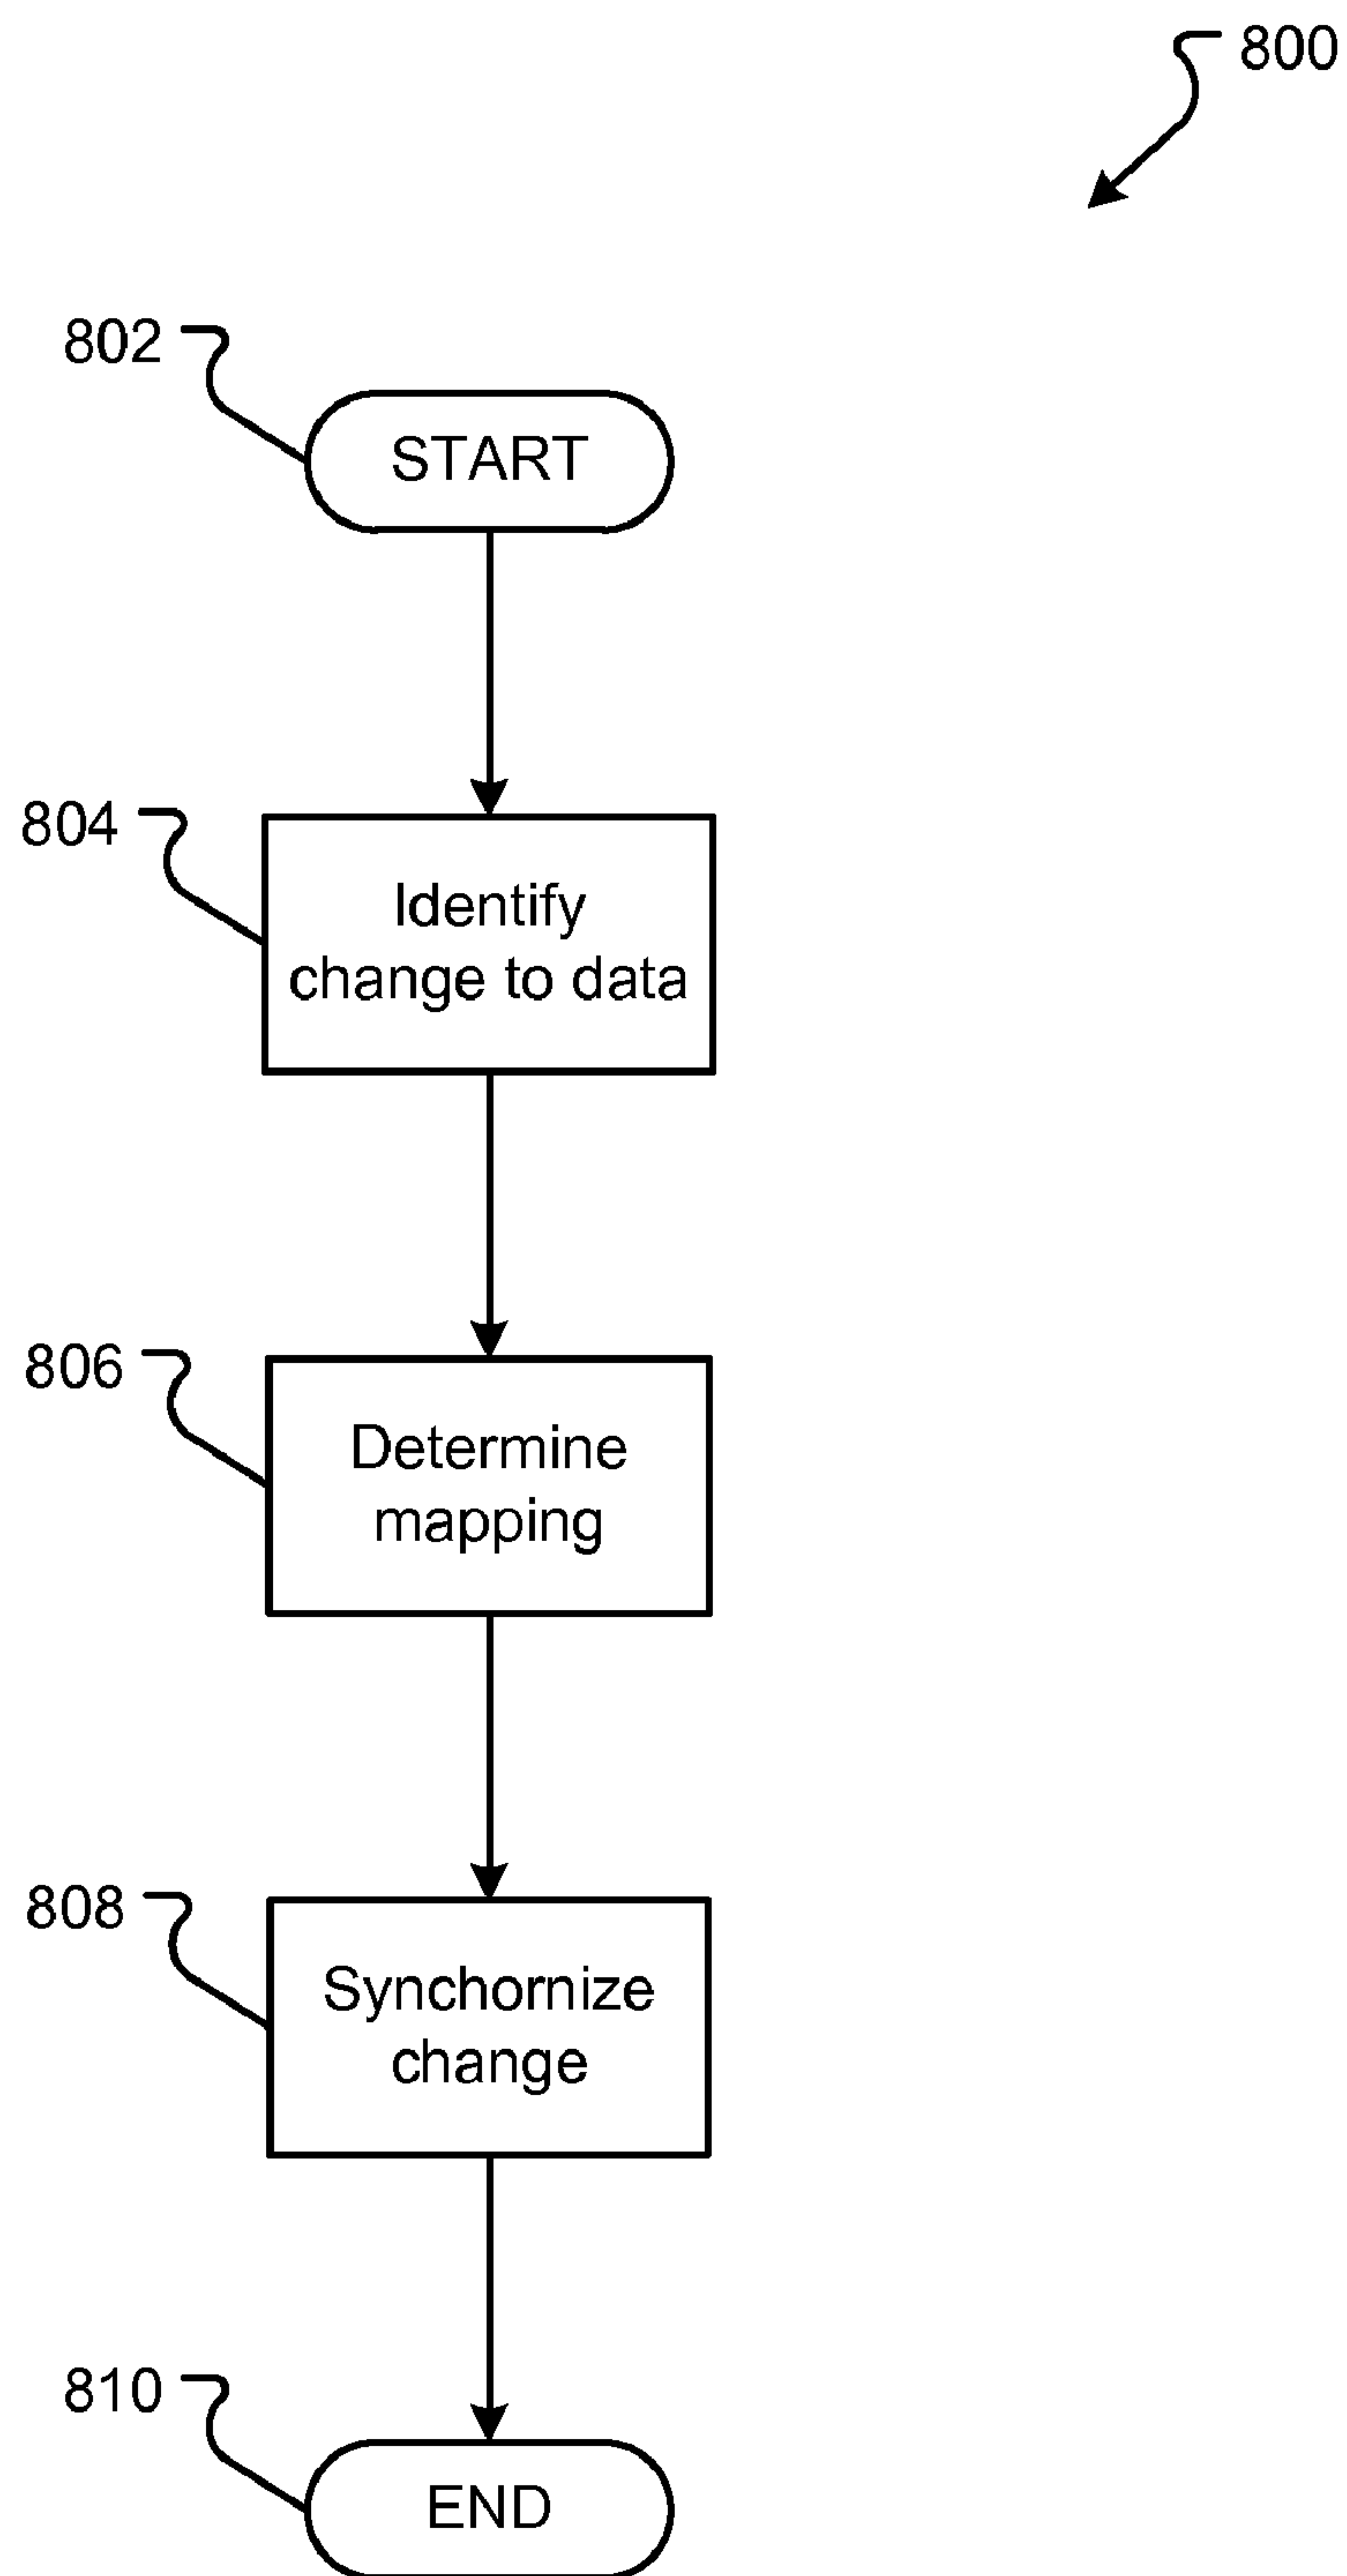 800
802
START
804
Identify
change to data
806
Determine
mapping
808
Synchornize
change
810
END